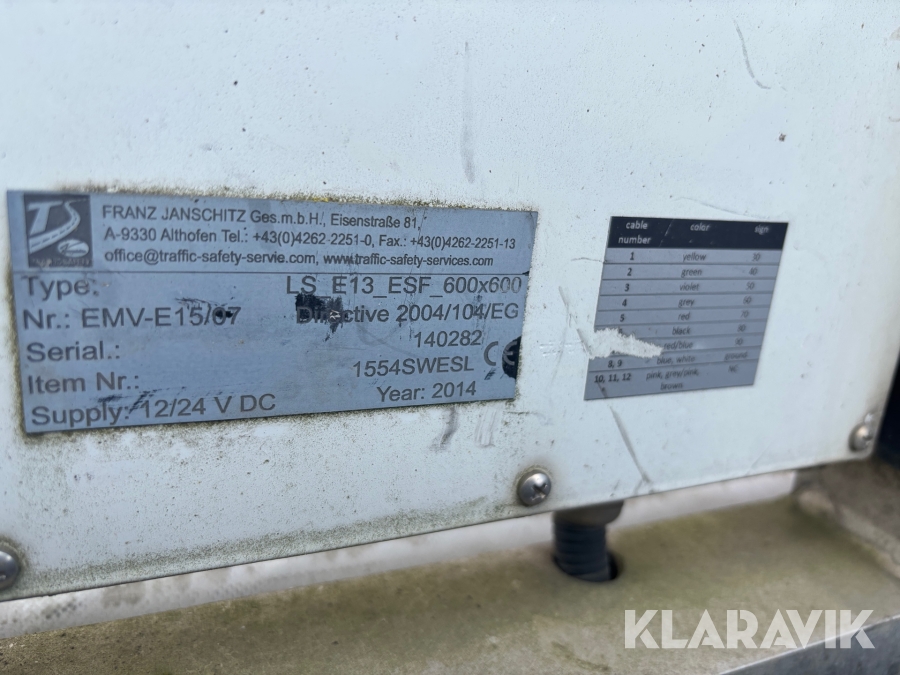 TS
FRANZ JANSCHITZ Ges.m.b.H., Eisenstraße 81,
A-9330 Althofen Tel.: +43(0)4262-2251-0, Fax.: +43(0)4262-2251-13
office@traffic-safety-servie.com, www.traffic-safety-services.com
Type: LS_E13_ESF_600x600
Nr.: EMV-E15/07 Directive 2004/104/EG
Serial.: 140282
Item Nr.: 1554SWESL CE
Supply: 12/24 V DC Year: 2014
cable number color sign
1 yellow 30
2 green 40
3 violet 50
4 grey 60
5 red 70
black 80
red/blue 90
8, 9 blue, white ground
10, 11, 12 pink, grey/pink, brown NC
KLARAVIK